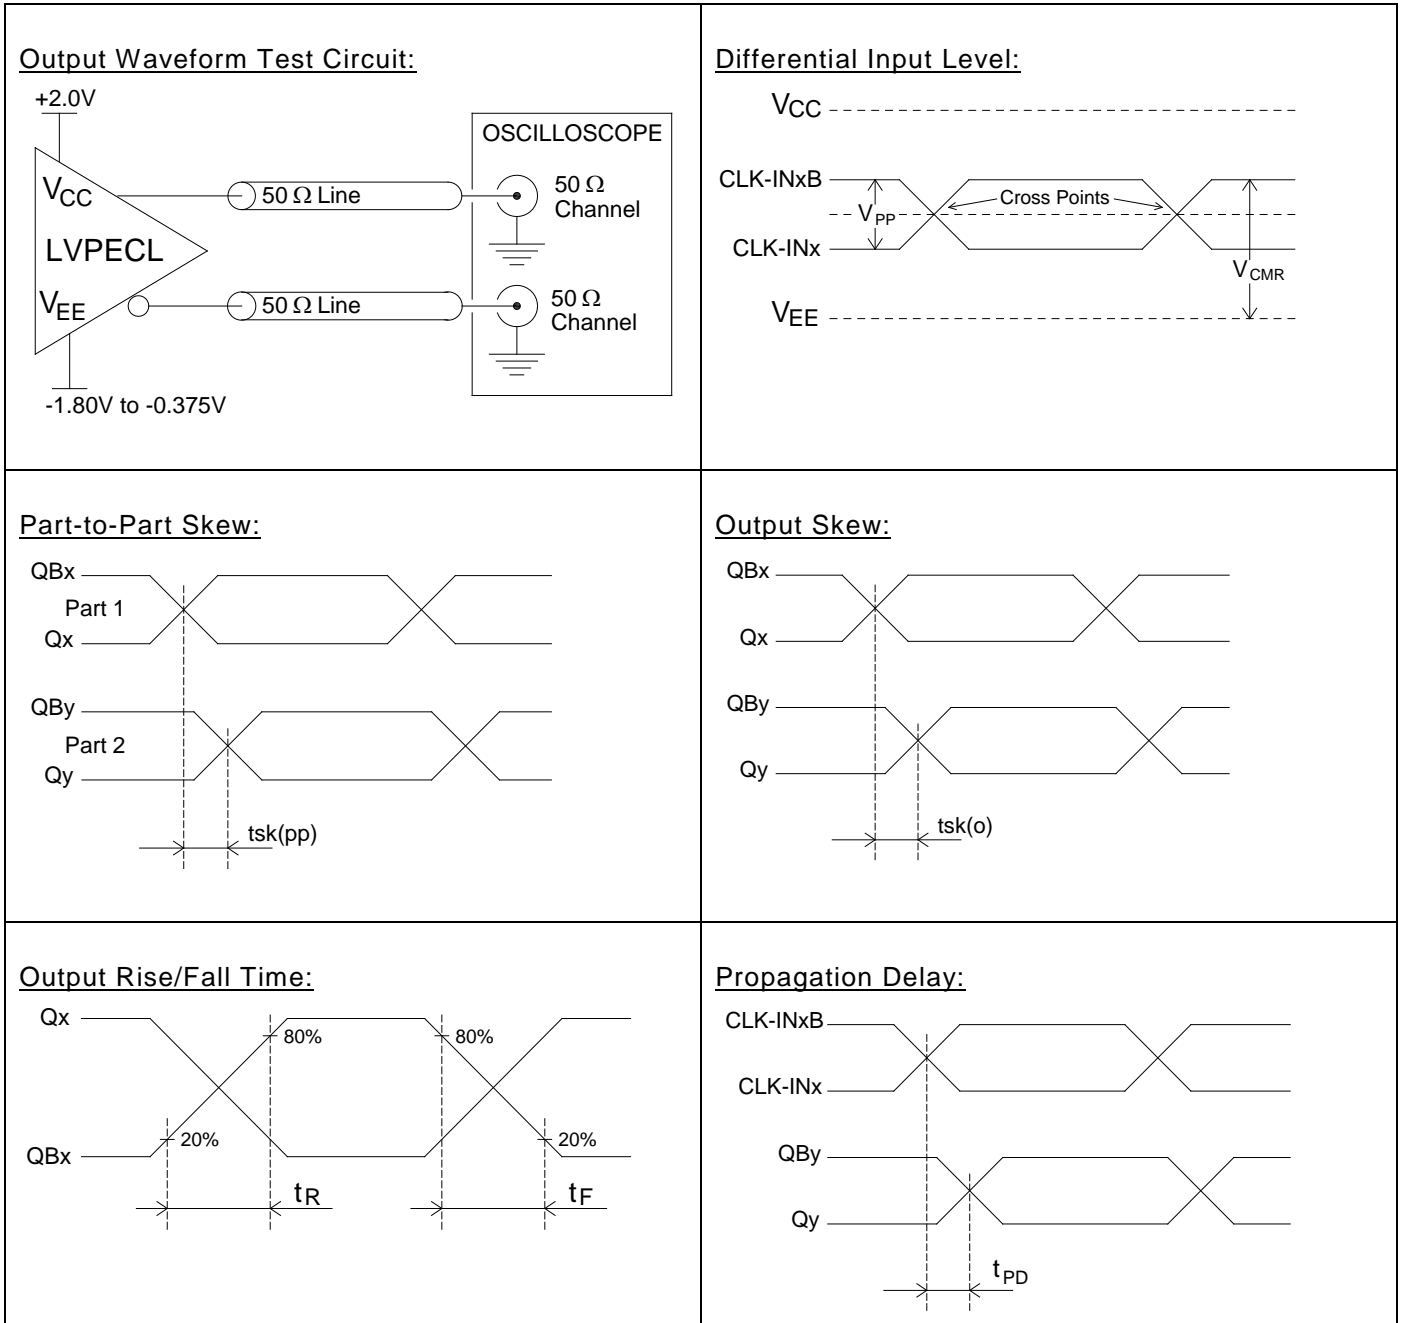 Output Waveform Test Circuit:
+2.0V
VCC
LVPECL
VEE
-1.80V to -0.375V
50 Ω Line
50 Ω Line
OSCILLOSCOPE
50 Ω
Channel
50 Ω
Channel
Differential Input Level:
VCC
CLK-INxB
VPP
Cross Points
CLK-INx
VCMR
VEE
Part-to-Part Skew:
QBx
Part 1
Qx
QBy
Part 2
Qy
tsk(pp)
Output Skew:
QBx
Qx
QBy
Qy
tsk(o)
Output Rise/Fall Time:
Qx
80%
80%
20%
20%
QBx
tR
tF
Propagation Delay:
CLK-INxB
CLK-INx
QBy
Qy
tPD